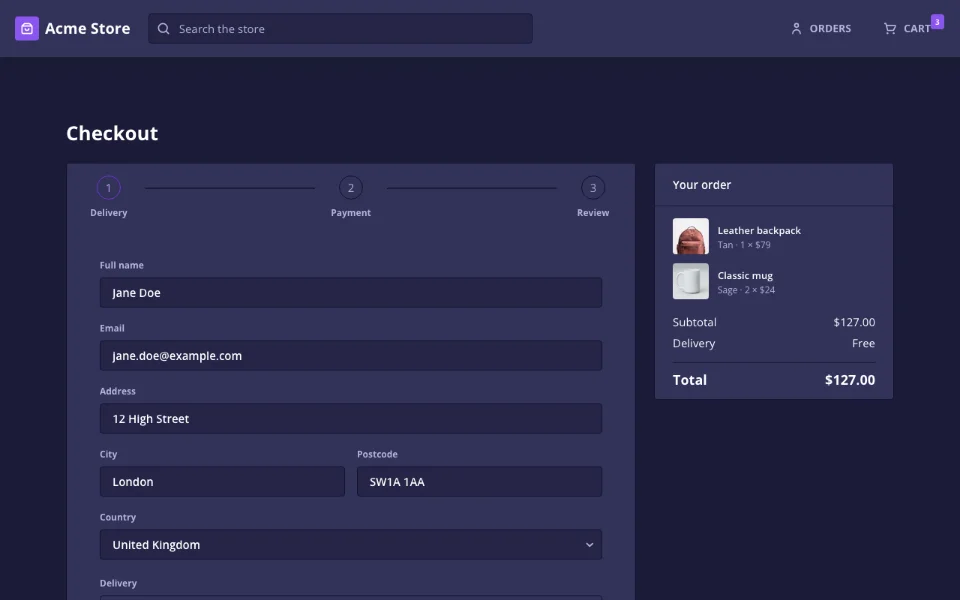 Acme Store
Search the store
ORDERS
CART
3
Checkout
1
2
3
Delivery
Payment
Review
Full name
Jane Doe
Email
jane.doe@example.com
Address
12 High Street
City
Postcode
London
SW1A 1AA
Country
United Kingdom
Delivery
Your order
Leather backpack
Tan · 1 × $79
Classic mug
Sage · 2 × $24
Subtotal
$127.00
Delivery
Free
Total
$127.00